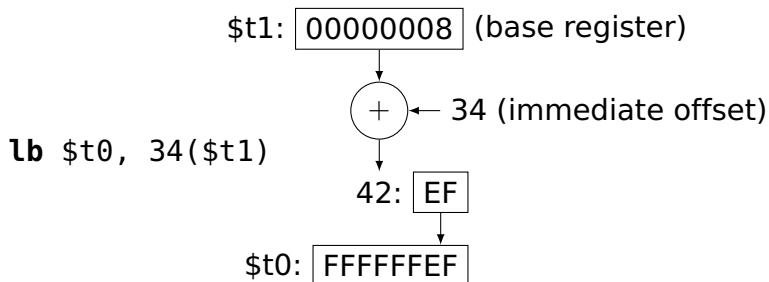 $t1: 00000008 (base register)
+ 34 (immediate offset)
lb $t0, 34($t1)
42: EF
$t0: FFFFFFEF